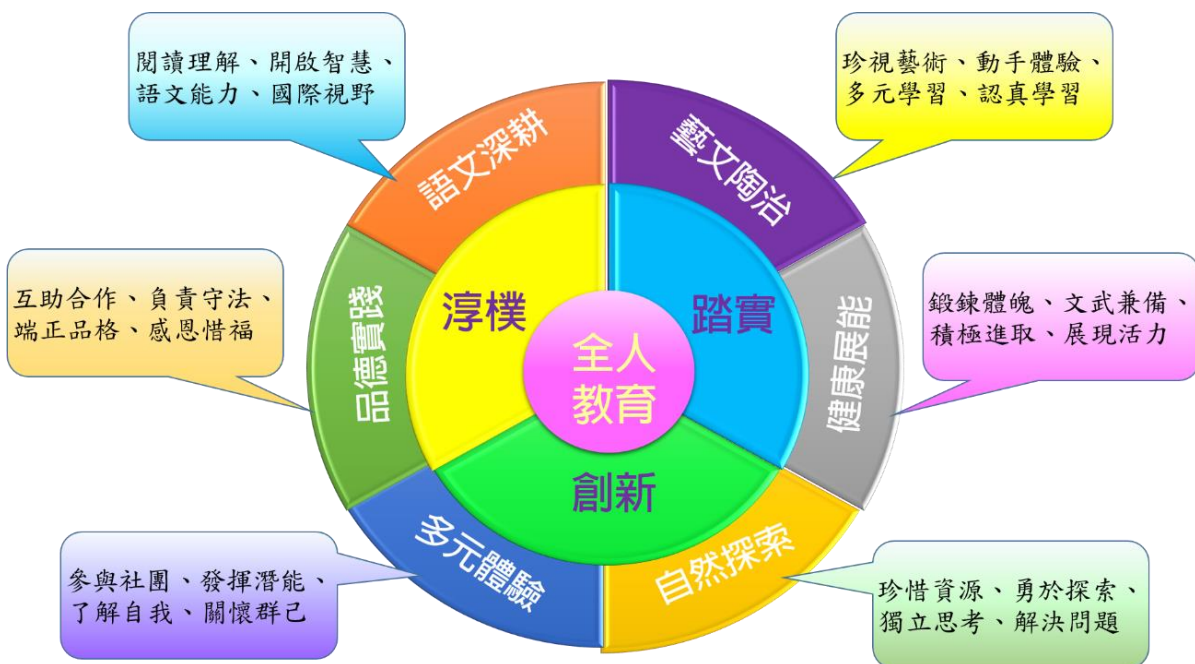 閱讀理解、開啟智慧、
語文能力、國際視野
珍視藝術、動手體驗、
多元學習、認真學習
語文深耕
藝文陶冶
互助合作、負責守法、
端正品格、感恩惜福
品德實踐
淳樸
踏實
全人
教育
健康展能
鍛鍊體魄、文武兼備、
積極進取、展現活力
創新
多元體驗
自然探索
參與社團、發揮潛能、
了解自我、關懷群己
珍惜資源、勇於探索、
獨立思考、解決問題